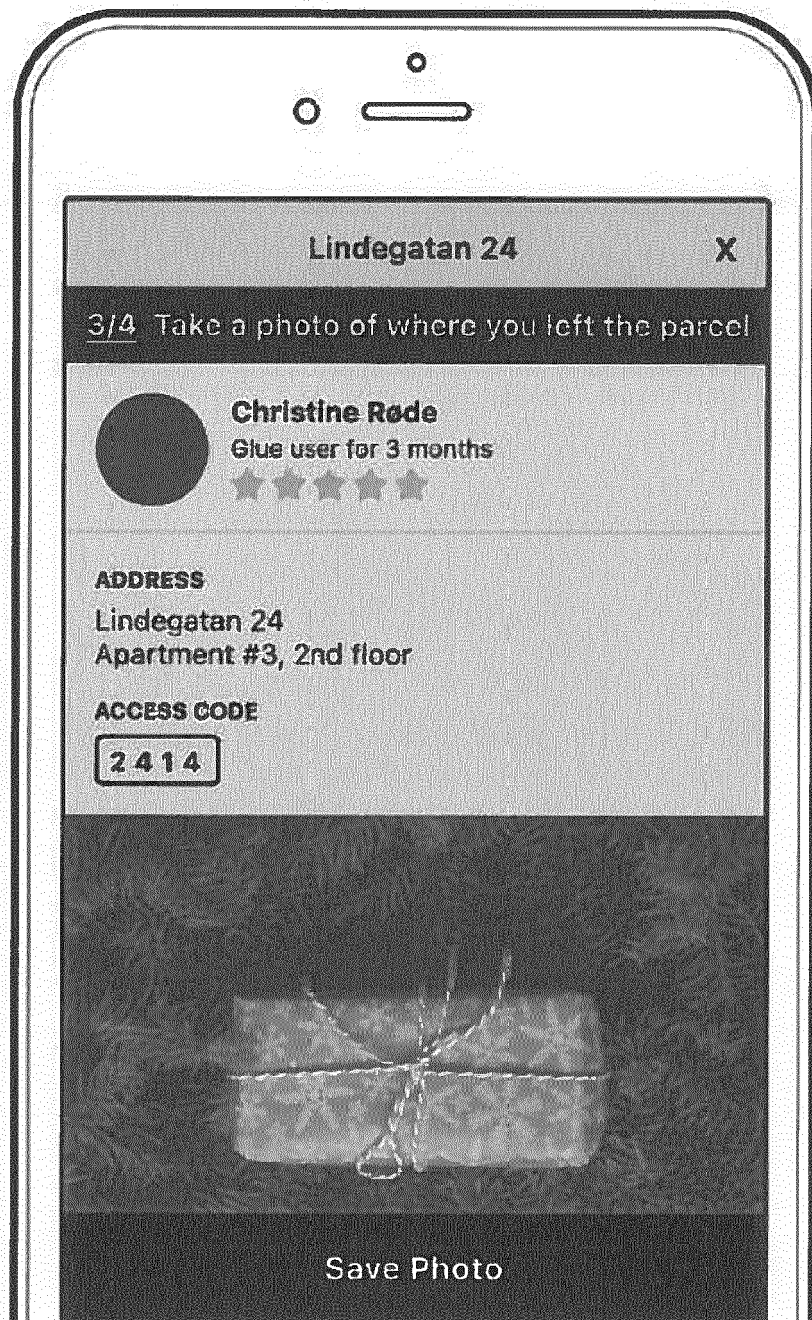 Lindegatan 24 X
3/4 Take a photo of where you left the parcel
Christine Røde
Glue user for 3 months
ADDRESS
Lindegatan 24
Apartment #3, 2nd floor
ACCESS CODE
2414
Save Photo